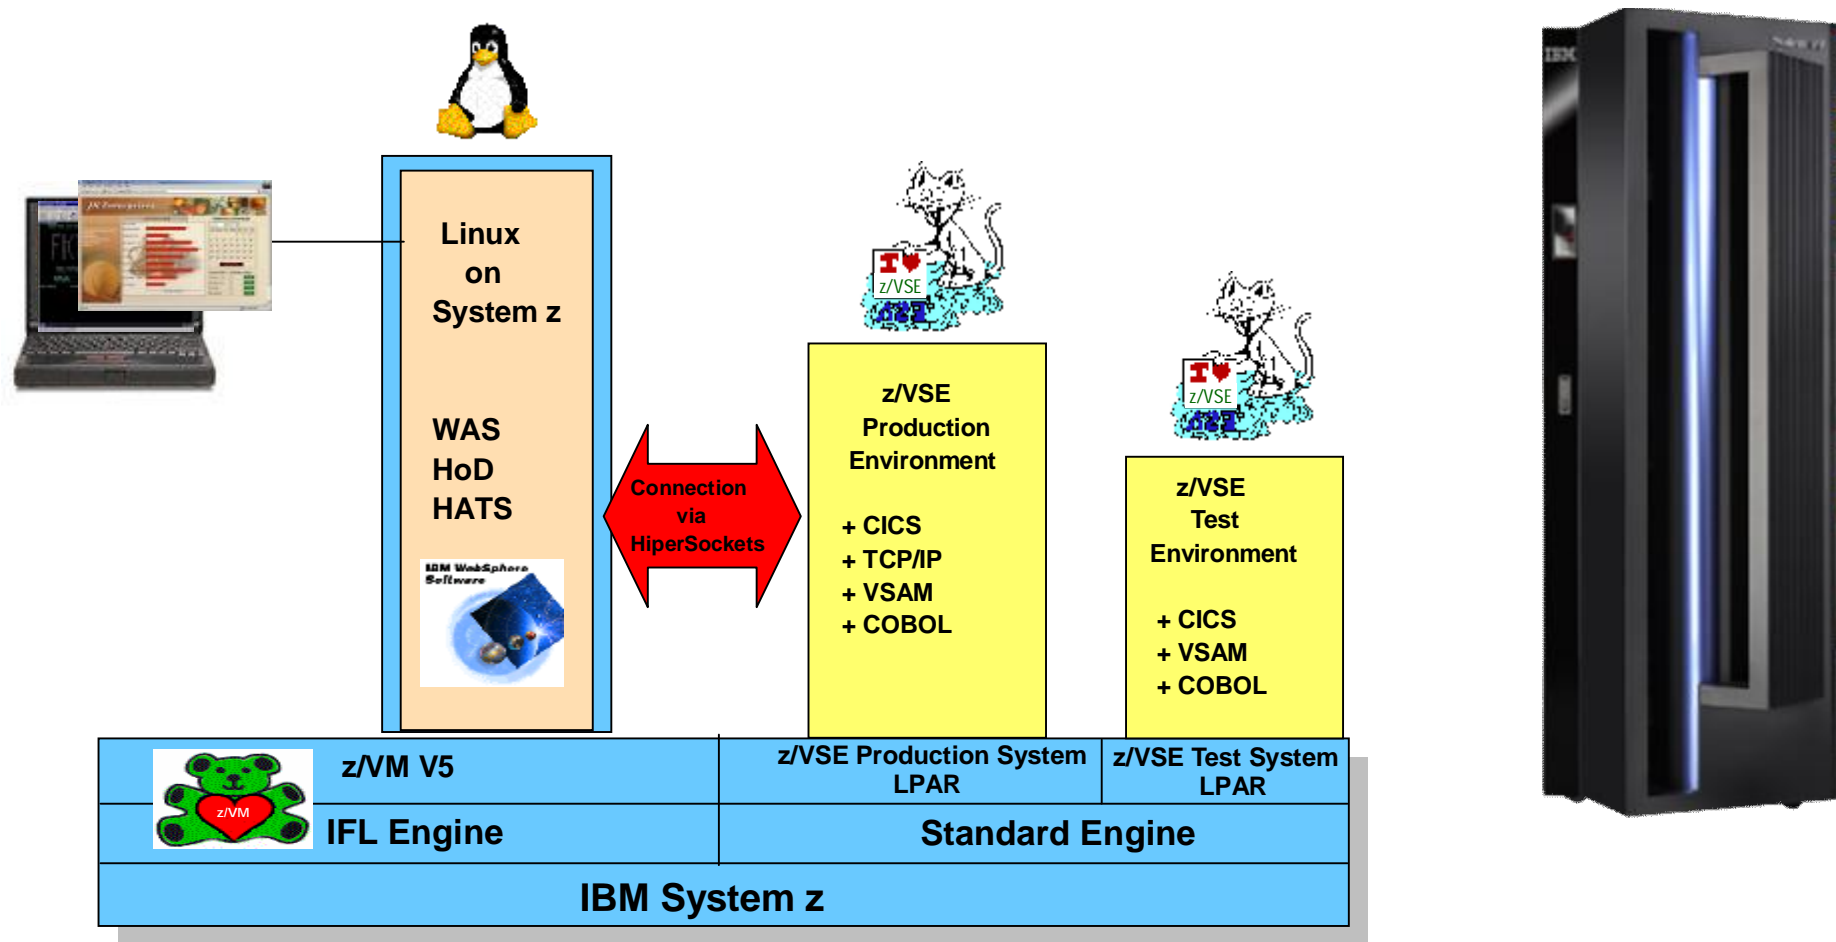 IBM
JK Enterprises
Linux
on
System z
WAS
HoD
HATS
IBM WebSphere
Software
Connection
via
HiperSockets
I
z/VSE
z/VSE
Production
Environment
+ CICS
+ TCP/IP
+ VSAM
+ COBOL
I
z/VSE
z/VSE
Test
Environment
+ CICS
+ VSAM
+ COBOL
z/VM
z/VM V5
z/VSE Production System
LPAR
z/VSE Test System
LPAR
IFL Engine
Standard Engine
IBM System z